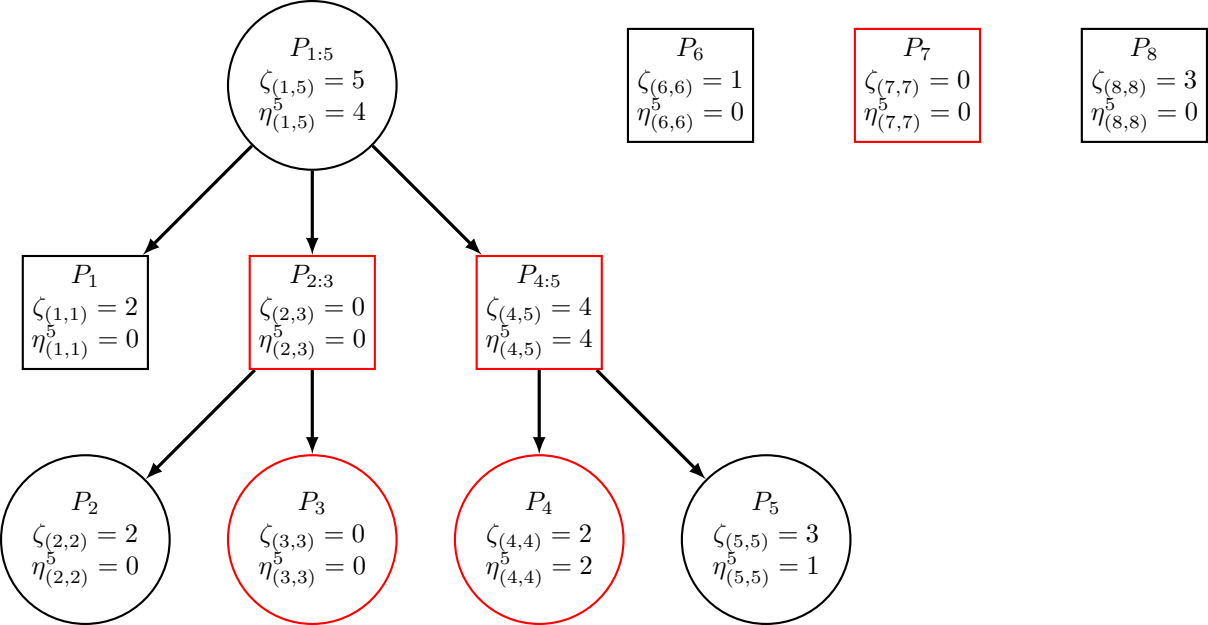 P_{1:5}
ζ_{(1,5)} = 5
η^5_{(1,5)} = 4
P_6
ζ_{(6,6)} = 1
η^5_{(6,6)} = 0
P_7
ζ_{(7,7)} = 0
η^5_{(7,7)} = 0
P_8
ζ_{(8,8)} = 3
η^5_{(8,8)} = 0
P_1
ζ_{(1,1)} = 2
η^5_{(1,1)} = 0
P_{2:3}
ζ_{(2,3)} = 0
η^5_{(2,3)} = 0
P_{4:5}
ζ_{(4,5)} = 4
η^5_{(4,5)} = 4
P_2
ζ_{(2,2)} = 2
η^5_{(2,2)} = 0
P_3
ζ_{(3,3)} = 0
η^5_{(3,3)} = 0
P_4
ζ_{(4,4)} = 2
η^5_{(4,4)} = 2
P_5
ζ_{(5,5)} = 3
η^5_{(5,5)} = 1